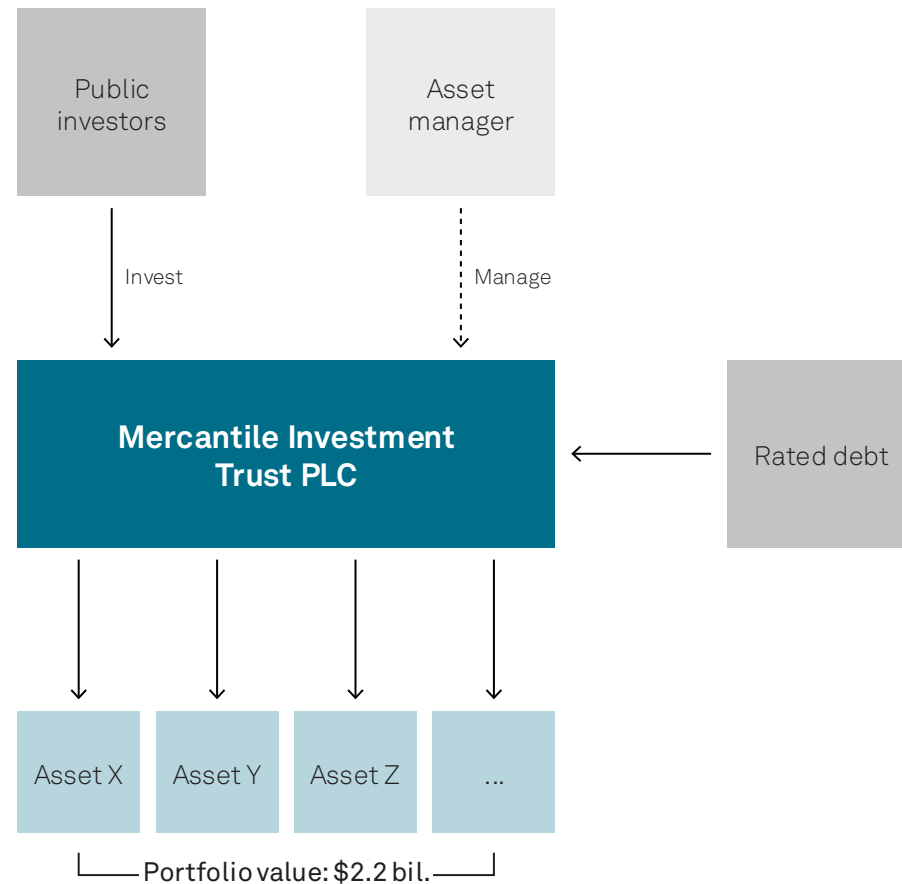 Public
investors
Asset
manager
Invest
Manage
Mercantile Investment
Trust PLC
Rated debt
Asset X
Asset Y
Asset Z
...
Portfolio value: $2.2 bil.